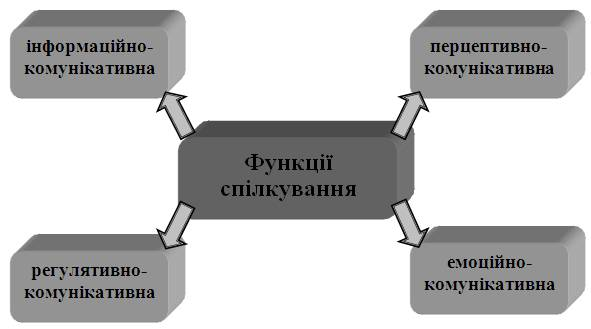 інформаційно-
комунікативна
перцептивно-
комунікативна
Функції
спілкування
регулятивно-
комунікативна
емоційно-
комунікативна